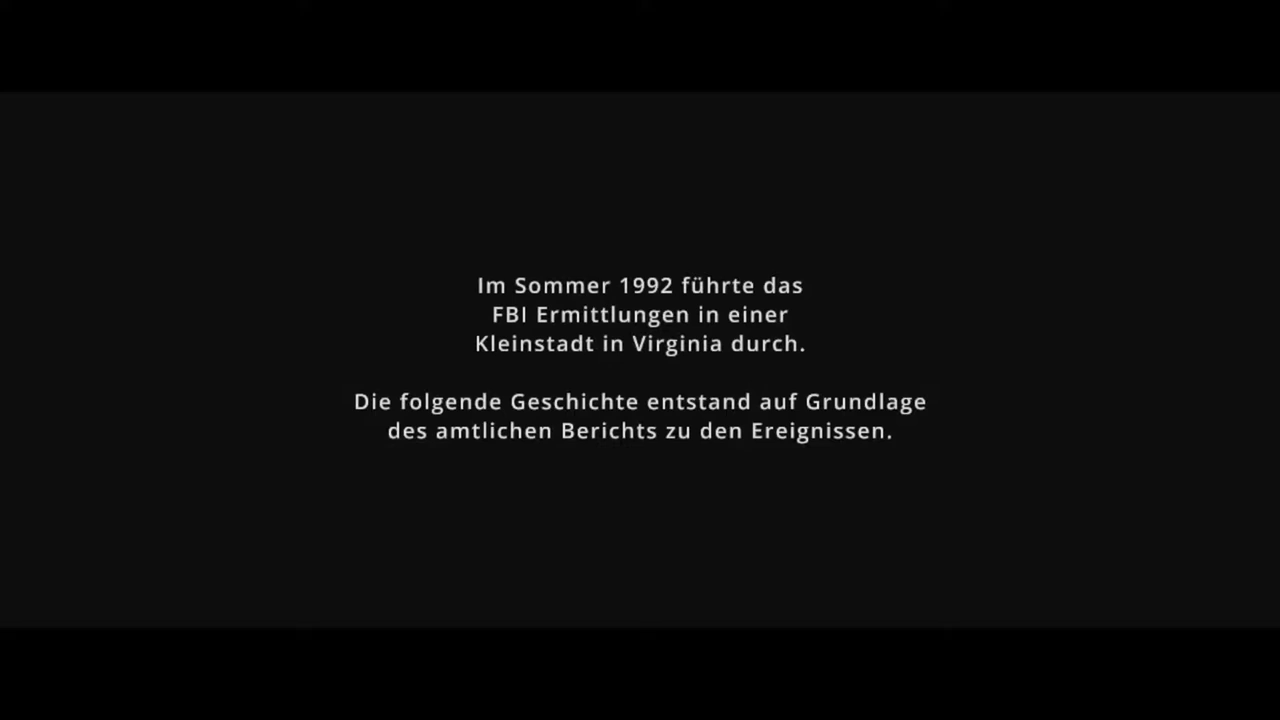 Im Sommer 1992 führte das
FBI Ermittlungen in einer
Kleinstadt in Virginia durch.
Die folgende Geschichte entstand auf Grundlage
des amtlichen Berichts zu den Ereignissen.